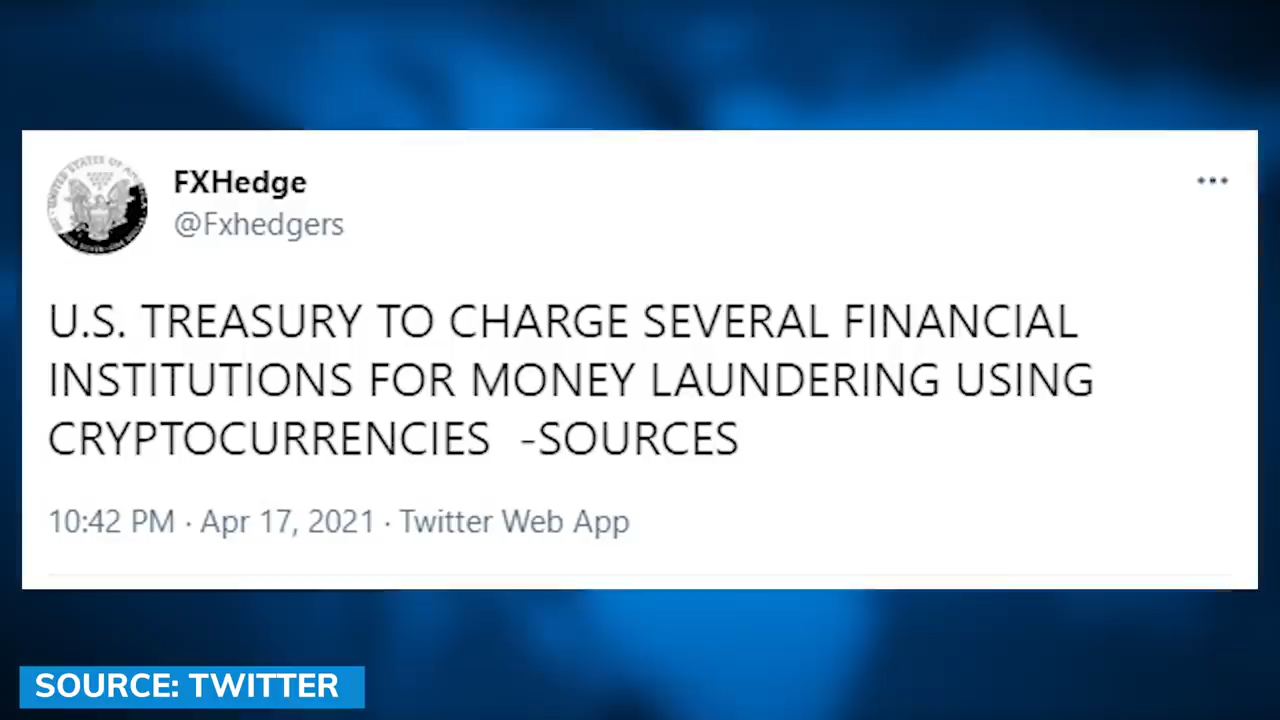 FXHedge
@Fxhedgers
U.S. TREASURY TO CHARGE SEVERAL FINANCIAL
INSTITUTIONS FOR MONEY LAUNDERING USING
CRYPTOCURRENCIES -SOURCES
10:42 PM · Apr 17, 2021 · Twitter Web App
SOURCE: TWITTER